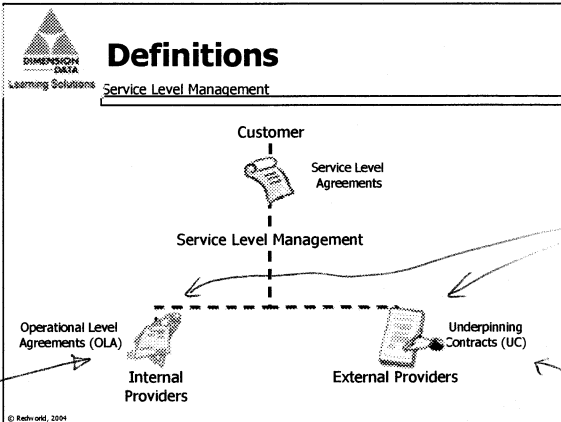 Definitions
DIMENSION
DATA
Learning Solutions
Service Level Management
Customer
Service Level
Agreements
Service Level Management
Operational Level
Agreements (OLA)
Underpinning
Contracts (UC)
Internal
Providers
External Providers
© Redworld, 2004